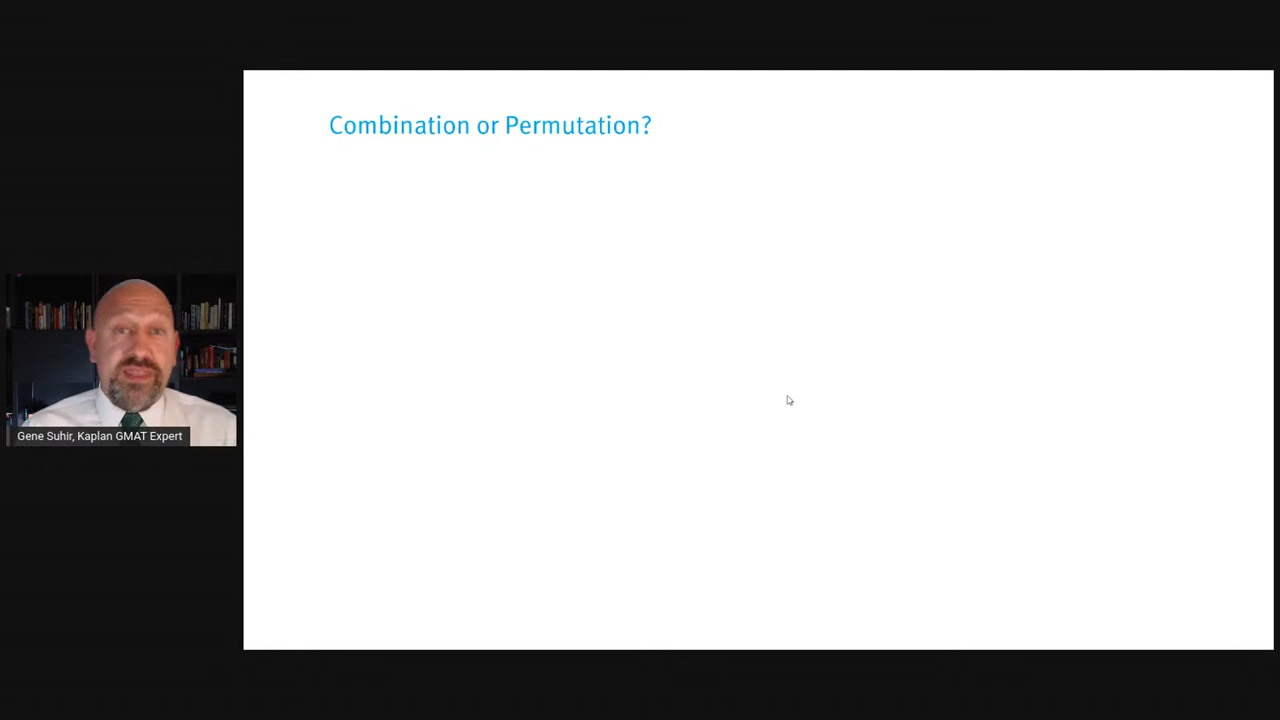 Combination or Permutation?
Gene Suhir, Kaplan GMAT Expert